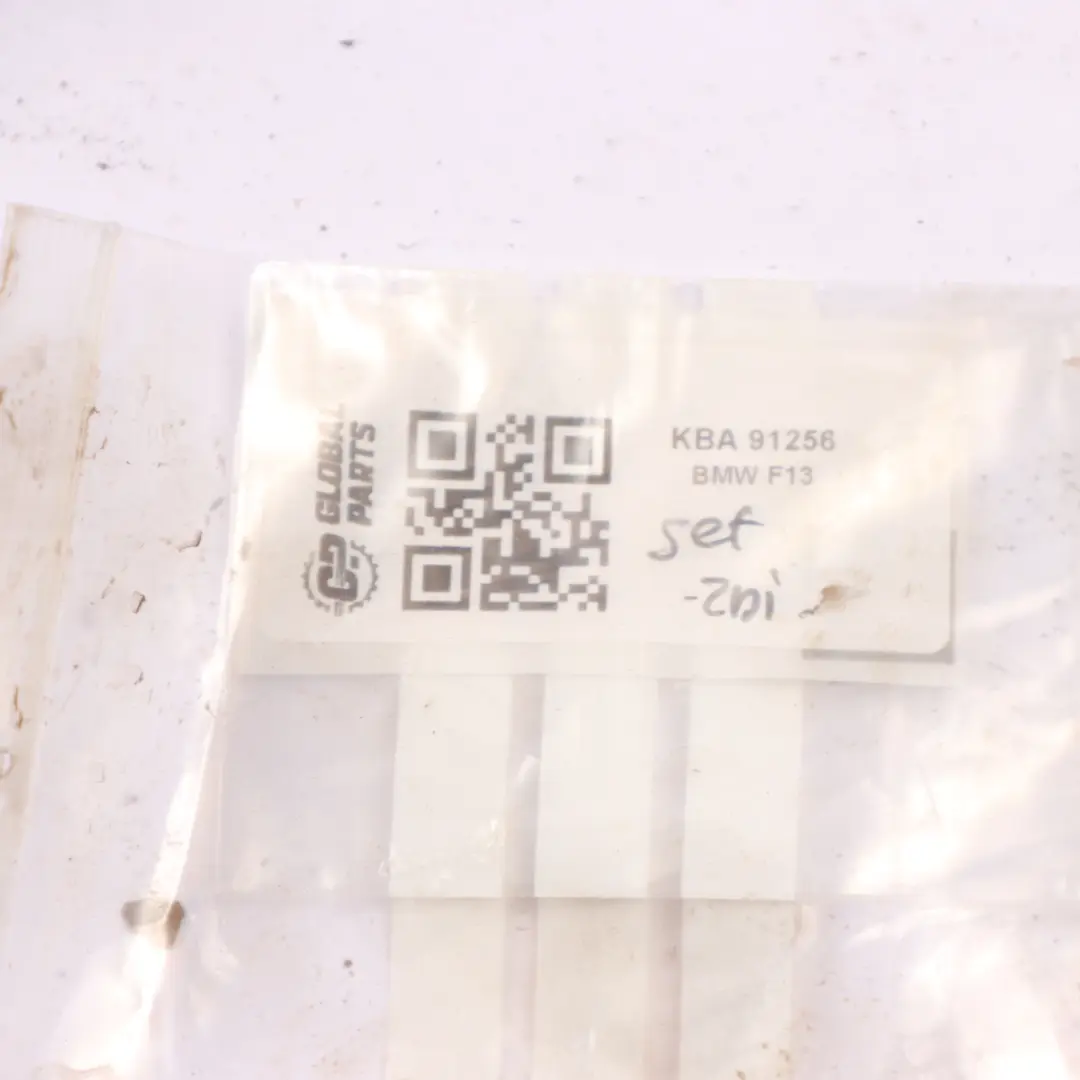 GLOBAL
PARTS
KBA 91256
BMW F13
set